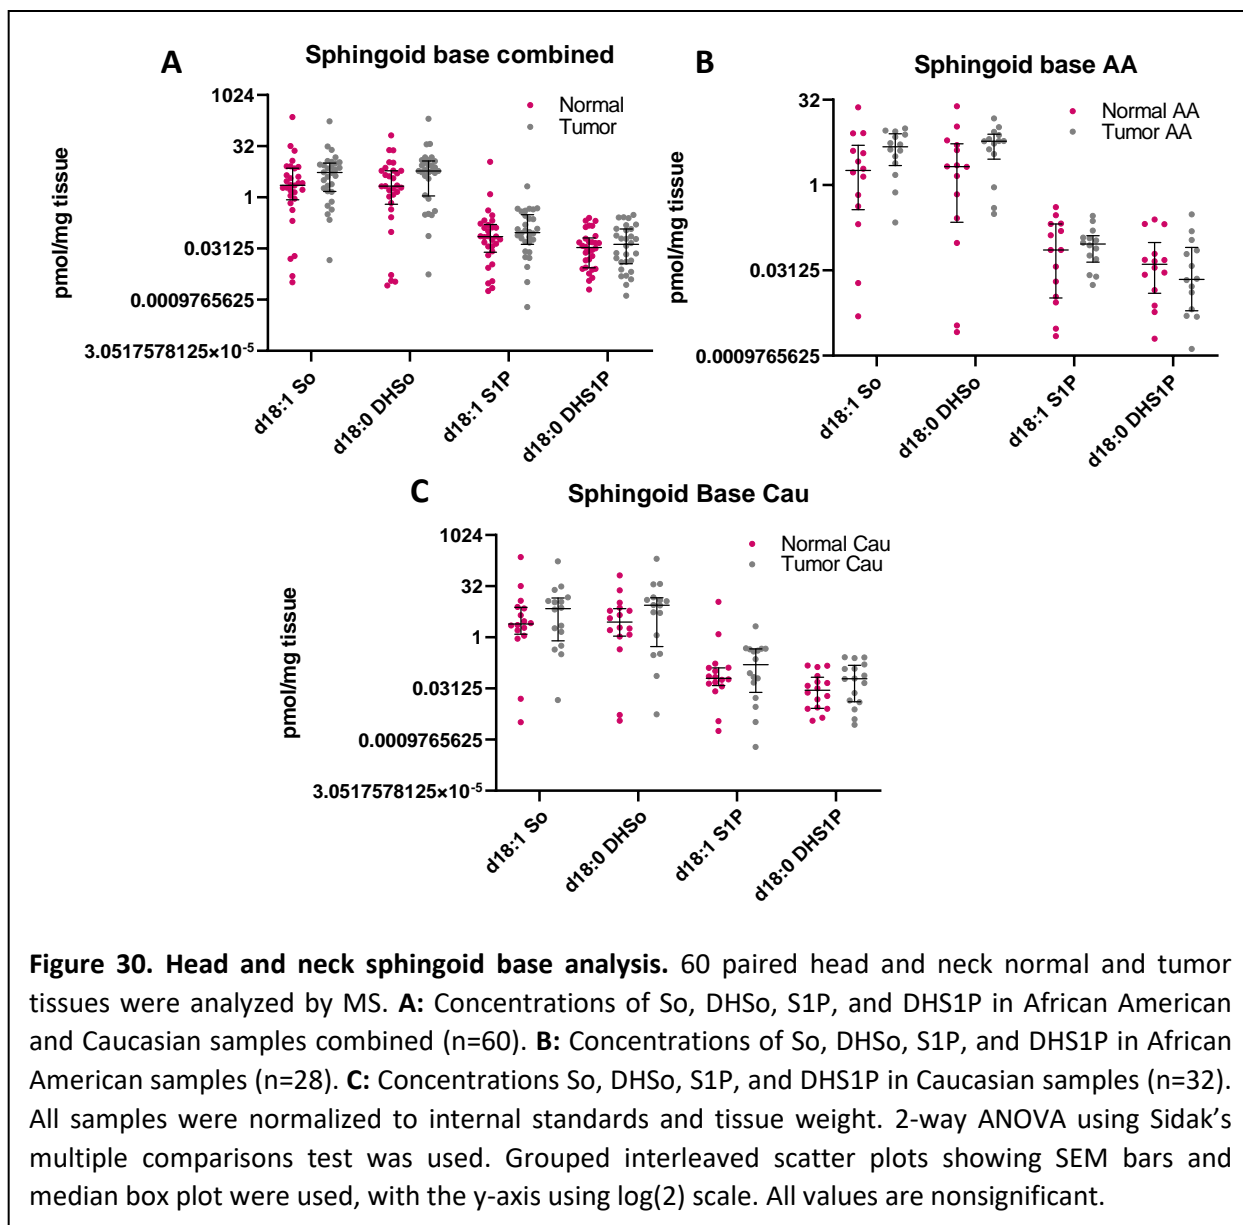 A
Sphingoid base combined
1024
32
1
0.03125
0.0009765625
3.0517578125×10⁻⁵
pmol/mg tissue
Normal
Tumor
d18:1 So
d18:0 DHSo
d18:1 S1P
d18:0 DHS1P
B
Sphingoid base AA
32
1
0.03125
0.0009765625
pmol/mg tissue
Normal AA
Tumor AA
d18:1 So
d18:0 DHSo
d18:1 S1P
d18:0 DHS1P
C
Sphingoid Base Cau
1024
32
1
0.03125
0.0009765625
3.0517578125×10⁻⁵
pmol/mg tissue
Normal Cau
Tumor Cau
d18:1 So
d18:0 DHSo
d18:1 S1P
d18:0 DHS1P
Figure 30. Head and neck sphingoid base analysis. 60 paired head and neck normal and tumor
tissues were analyzed by MS. A: Concentrations of So, DHSo, S1P, and DHS1P in African American
and Caucasian samples combined (n=60). B: Concentrations of So, DHSo, S1P, and DHS1P in African
American samples (n=28). C: Concentrations So, DHSo, S1P, and DHS1P in Caucasian samples (n=32).
All samples were normalized to internal standards and tissue weight. 2-way ANOVA using Sidak's
multiple comparisons test was used. Grouped interleaved scatter plots showing SEM bars and
median box plot were used, with the y-axis using log(2) scale. All values are nonsignificant.